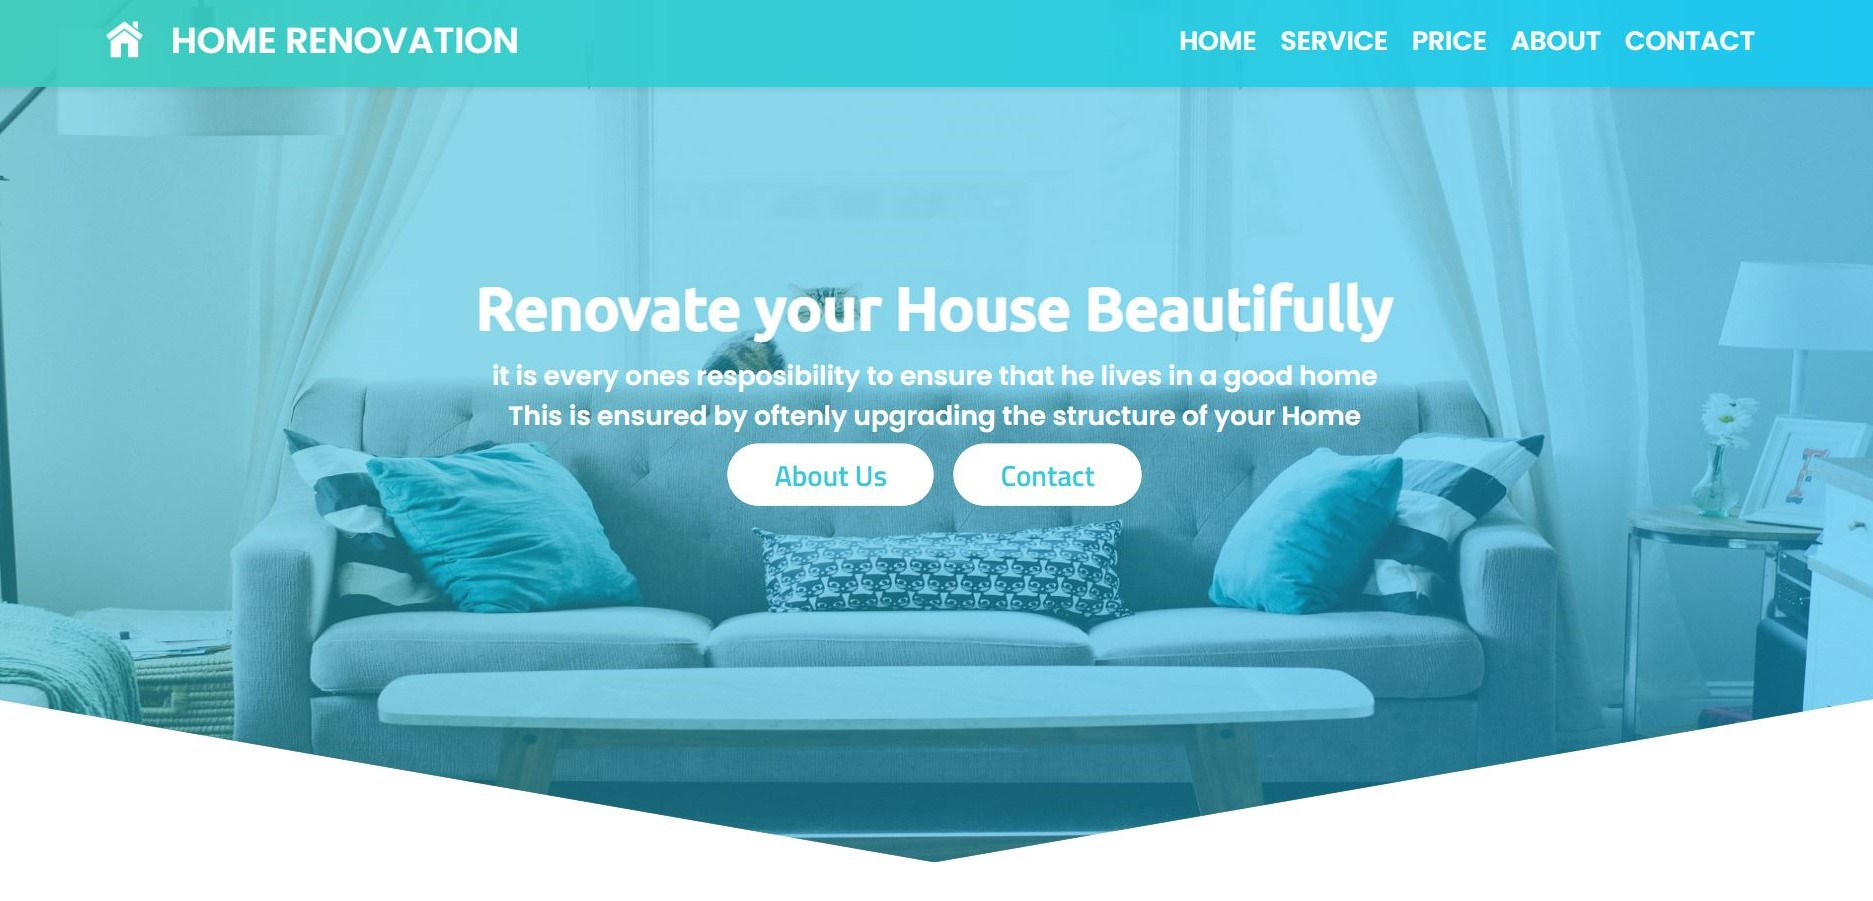 HOME RENOVATION
HOME SERVICE PRICE ABOUT CONTACT
Renovate your House Beautifully
it is every ones resposibility to ensure that he lives in a good home
This is ensured by oftenly upgrading the structure of your Home
About Us Contact